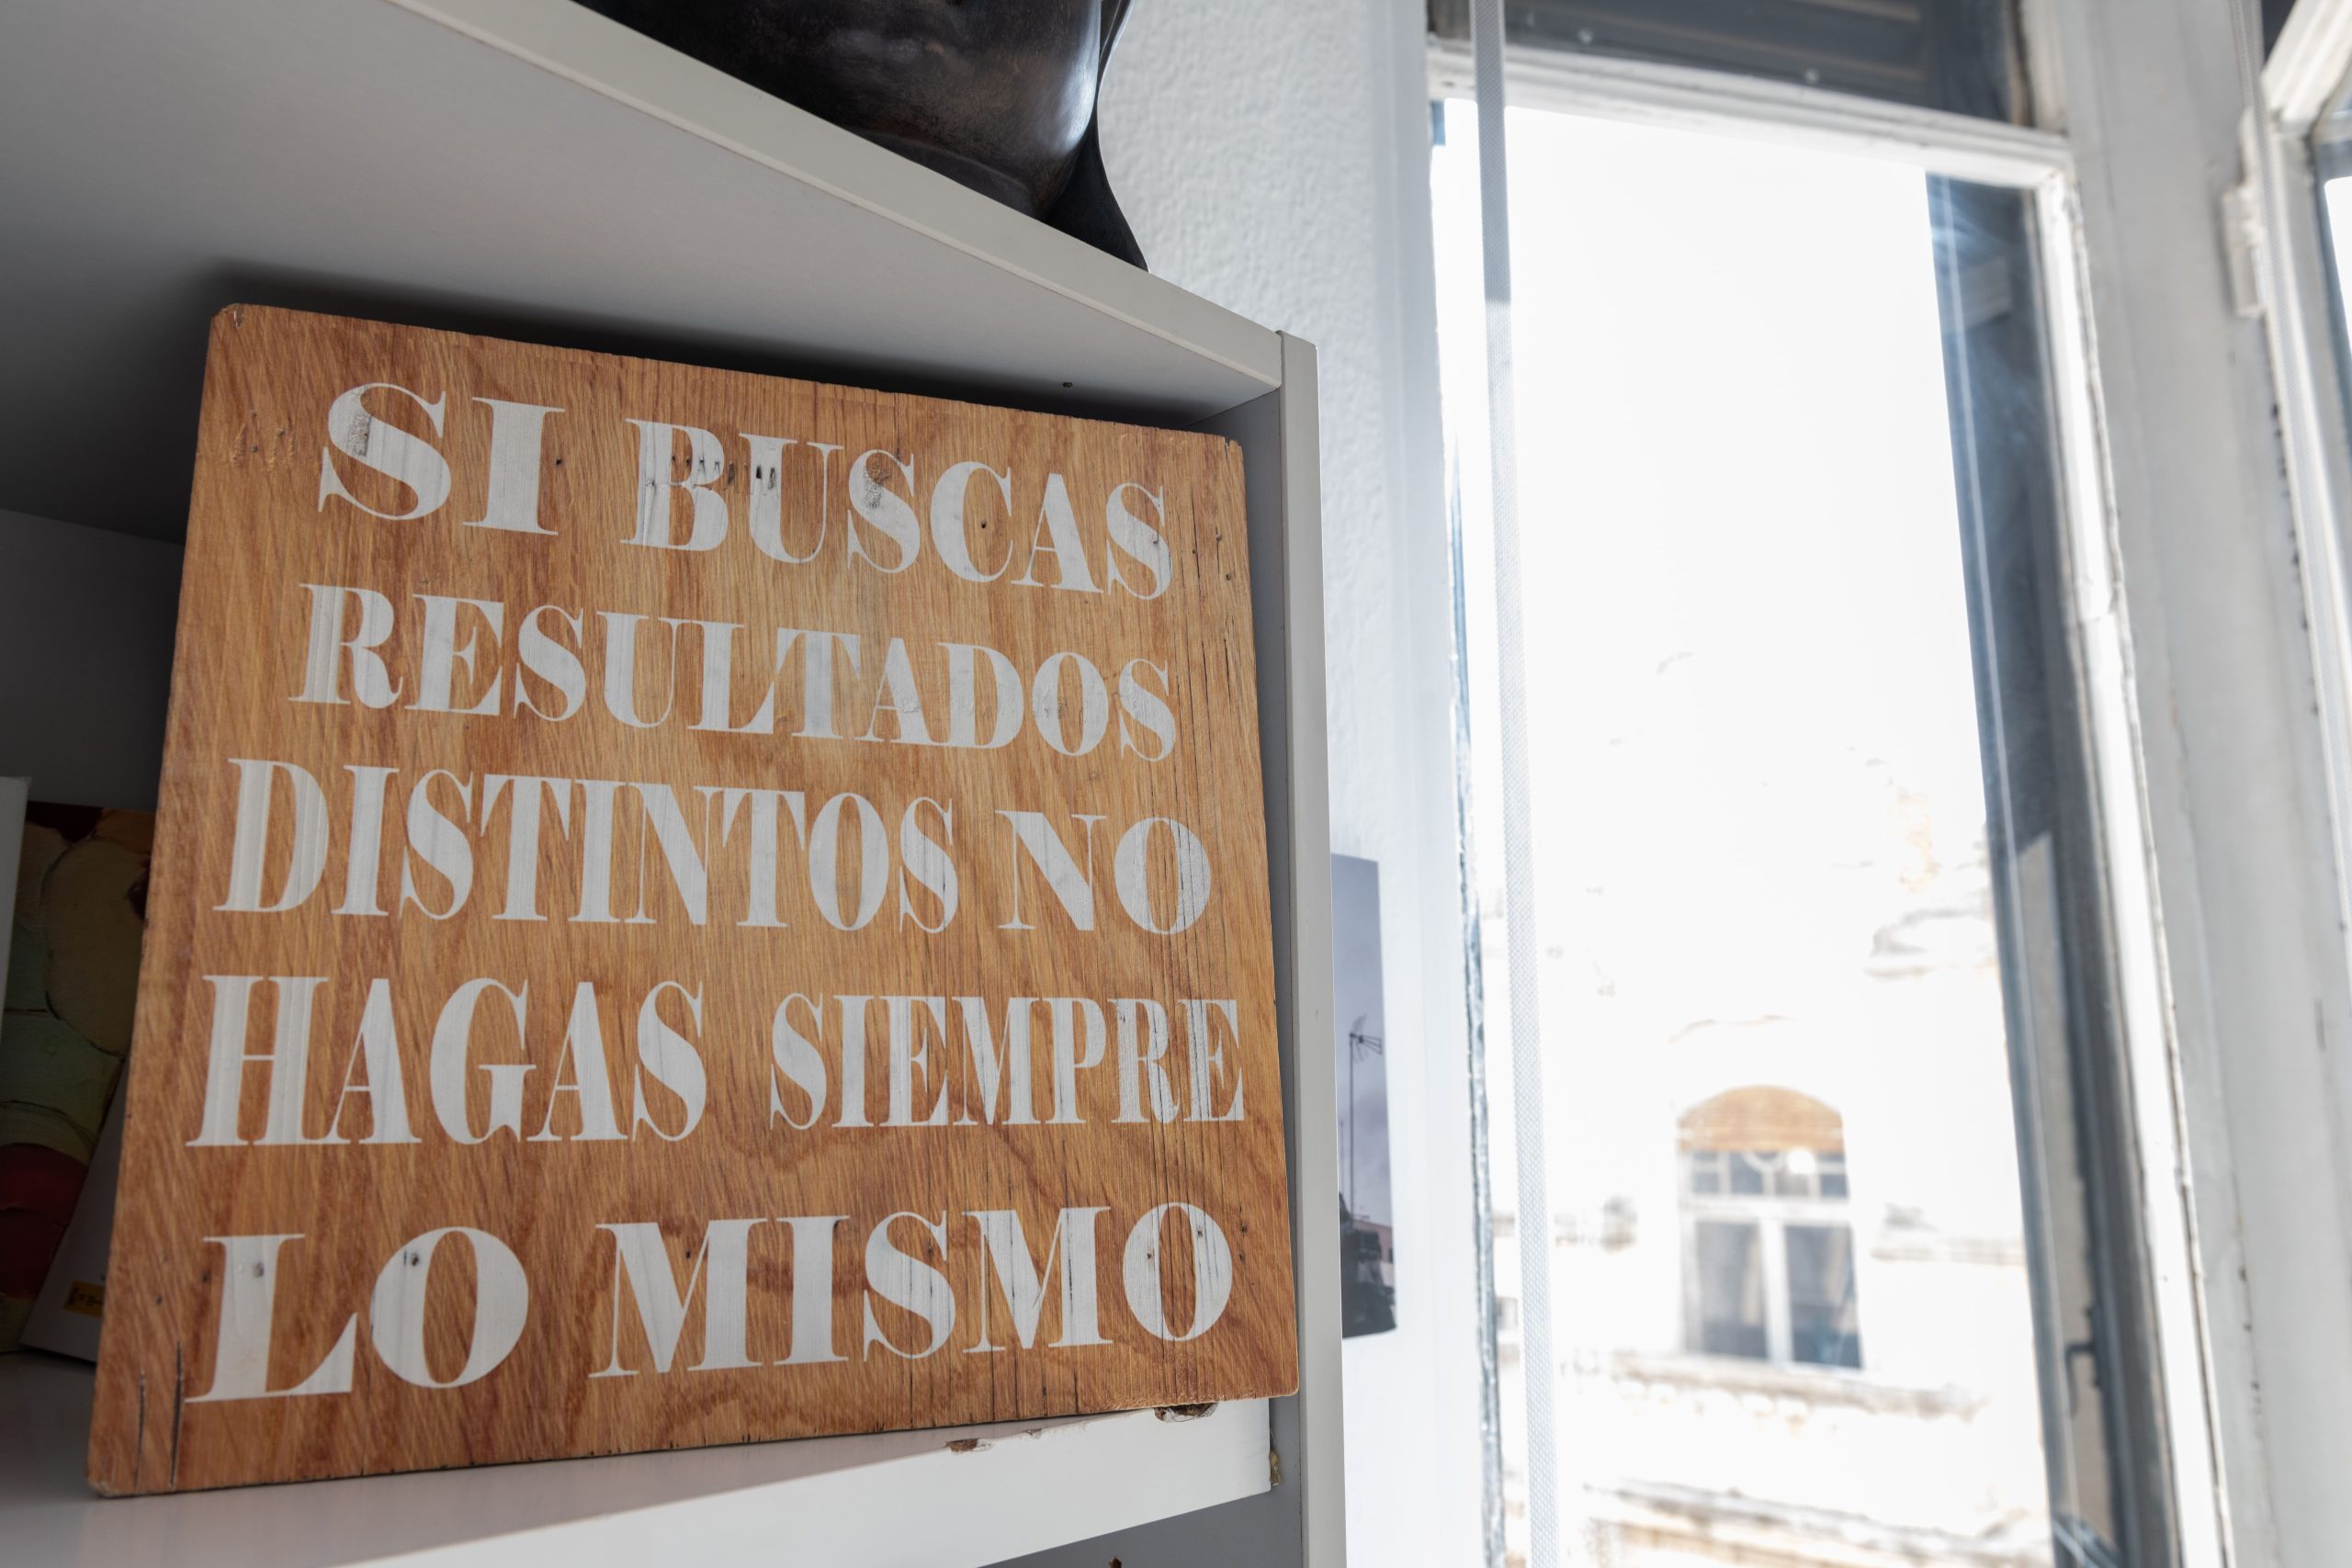 SI BUSCAS
RESULTADOS
DISTINTOS NO
HAGAS SIEMPRE
LO MISMO